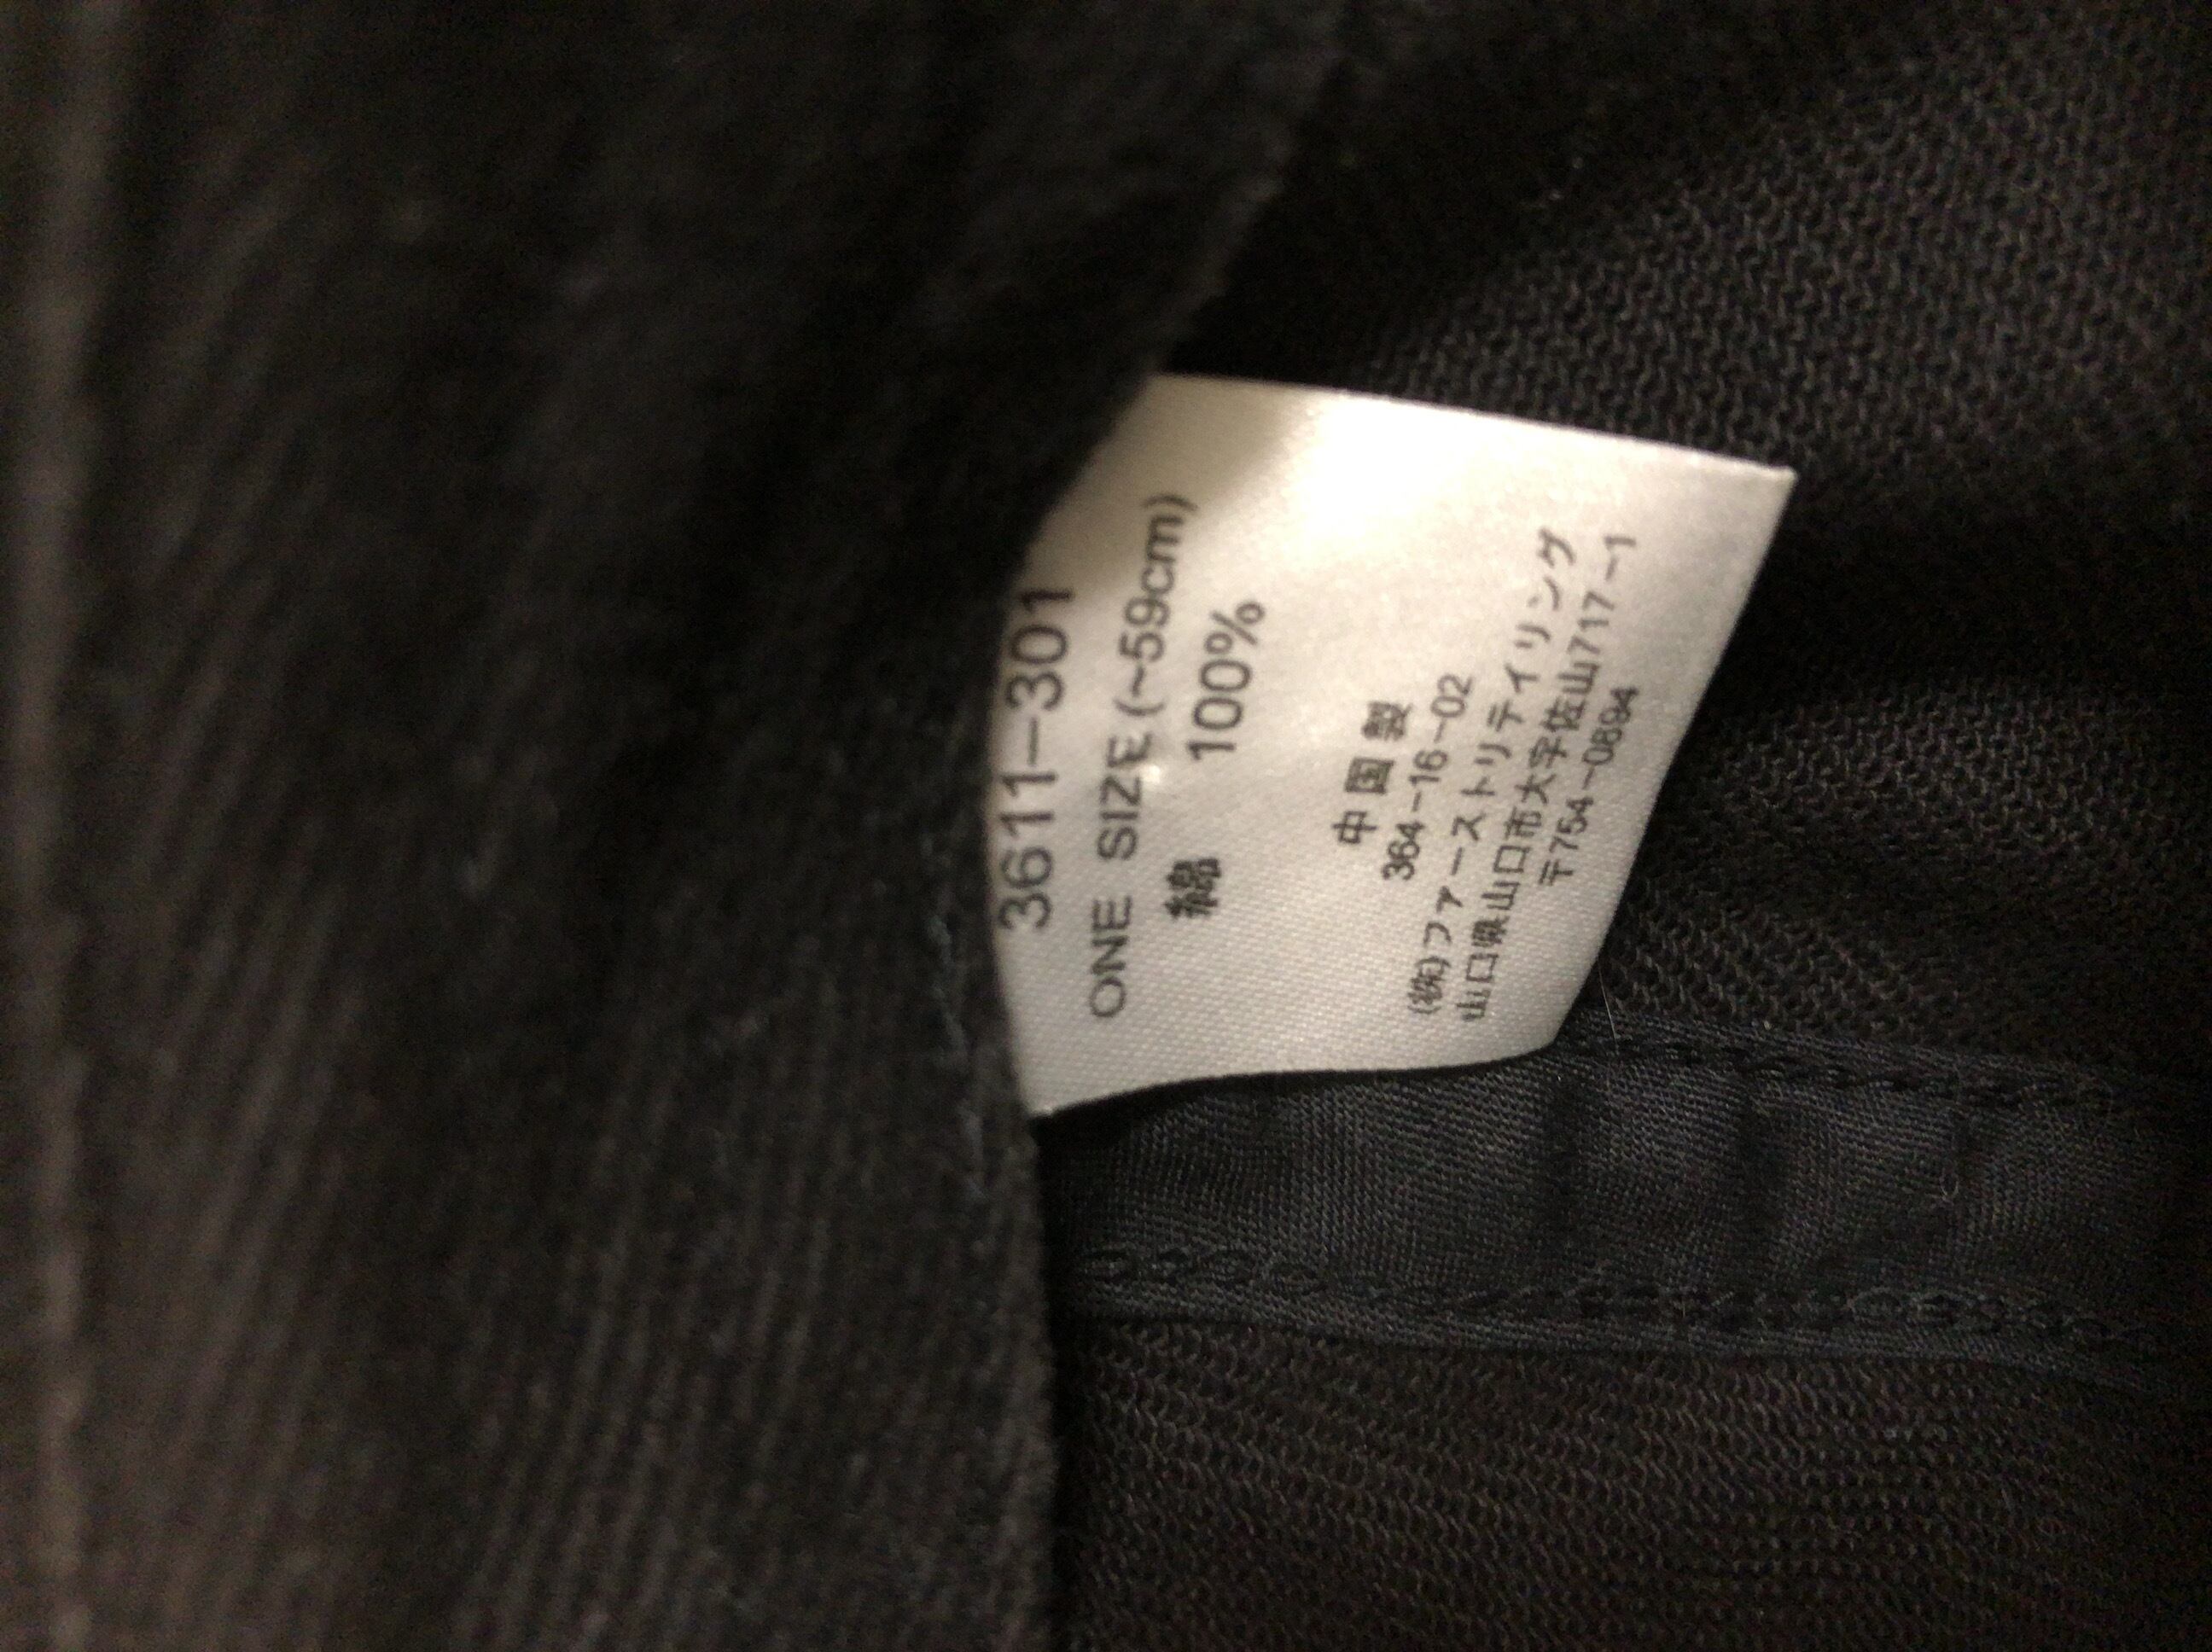 3611-301
ONE SIZE(~59cm)
綿 100%
中国製
364-16-02
(株)ファーストリテイリング
山口県山口市大字佐山717-1
〒754-0894